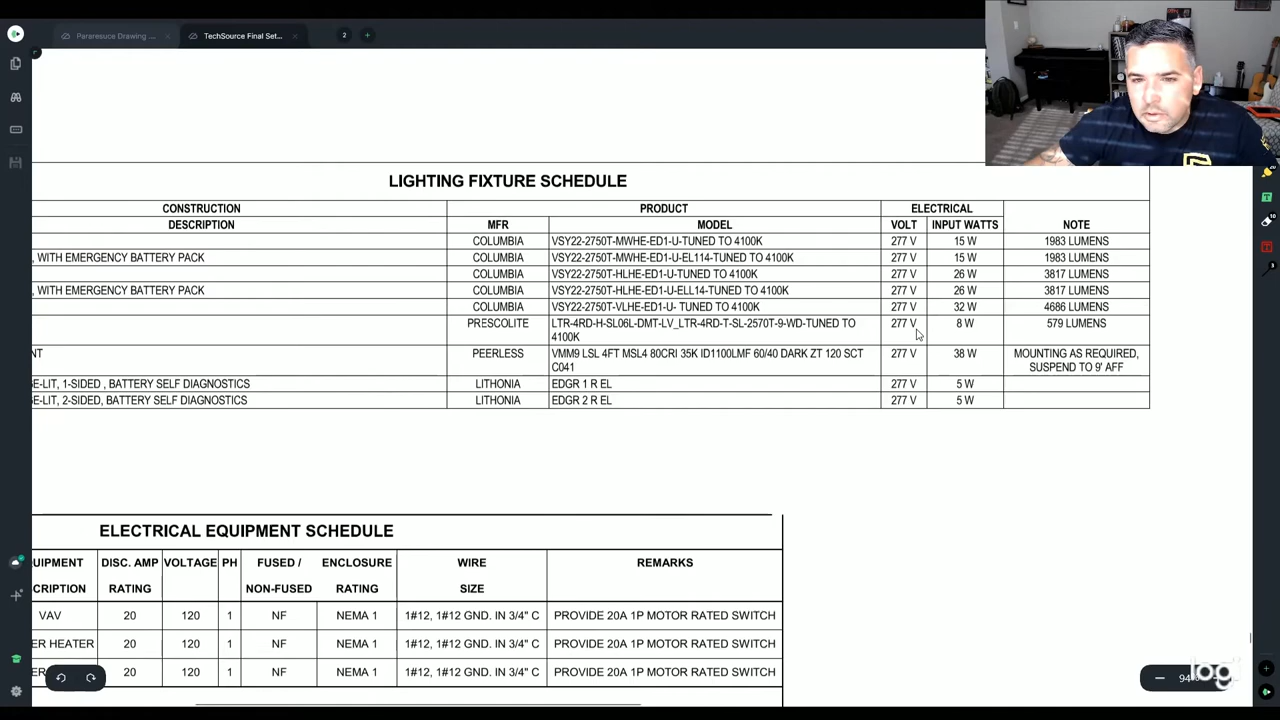 Pararesuce Drawing ...
TechSource Final Set...
2
LIGHTING FIXTURE SCHEDULE
CONSTRUCTION PRODUCT ELECTRICAL
DESCRIPTION MFR MODEL VOLT INPUT WATTS NOTE
COLUMBIA VSY22-2750T-MWHE-ED1-U-TUNED TO 4100K 277 V 15 W 1983 LUMENS
, WITH EMERGENCY BATTERY PACK COLUMBIA VSY22-2750T-MWHE-ED1-U-EL114-TUNED TO 4100K 277 V 15 W 1983 LUMENS
COLUMBIA VSY22-2750T-HLHE-ED1-U-TUNED TO 4100K 277 V 26 W 3817 LUMENS
, WITH EMERGENCY BATTERY PACK COLUMBIA VSY22-2750T-HLHE-ED1-U-ELL14-TUNED TO 4100K 277 V 26 W 3817 LUMENS
COLUMBIA VSY22-2750T-VLHE-ED1-U- TUNED TO 4100K 277 V 32 W 4686 LUMENS
PRESCOLITE LTR-4RD-H-SL06L-DMT-LV_LTR-4RD-T-SL-2570T-9-WD-TUNED TO 277 V 8 W 579 LUMENS
4100K
NT PEERLESS VMM9 LSL 4FT MSL4 80CRI 35K ID1100LMF 60/40 DARK ZT 120 SCT 277 V 38 W MOUNTING AS REQUIRED,
C041 SUSPEND TO 9' AFF
E-LIT, 1-SIDED , BATTERY SELF DIAGNOSTICS LITHONIA EDGR 1 R EL 277 V 5 W
E-LIT, 2-SIDED, BATTERY SELF DIAGNOSTICS LITHONIA EDGR 2 R EL 277 V 5 W
ELECTRICAL EQUIPMENT SCHEDULE
UIPMENT DISC. AMP VOLTAGE PH FUSED / ENCLOSURE WIRE REMARKS
CRIPTION RATING NON-FUSED RATING SIZE
VAV 20 120 1 NF NEMA 1 1#12, 1#12 GND. IN 3/4" C PROVIDE 20A 1P MOTOR RATED SWITCH
ER HEATER 20 120 1 NF NEMA 1 1#12, 1#12 GND. IN 3/4" C PROVIDE 20A 1P MOTOR RATED SWITCH
ER 20 120 1 NF NEMA 1 1#12, 1#12 GND. IN 3/4" C PROVIDE 20A 1P MOTOR RATED SWITCH
94%
logi